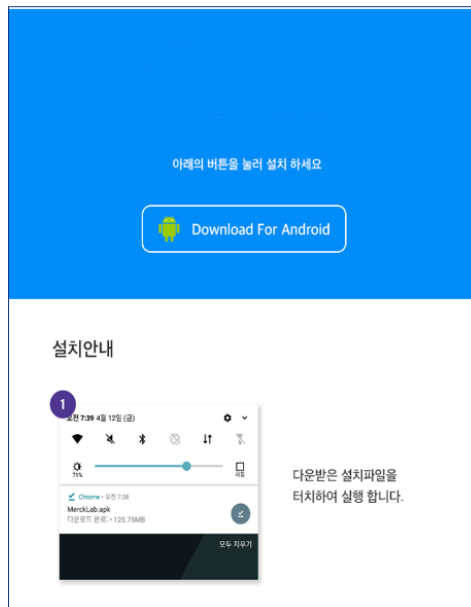 아래의 버튼을 눌러 설치 하세요
Download For Android
설치안내
1
오전 7:39 4월 12일 (금)
71%
자동
Chrome • 오전 7:38
MerckLab.apk
다운로드 완료: • 123.75MB
모두 지우기
다운받은 설치파일을
터치하여 실행 합니다.